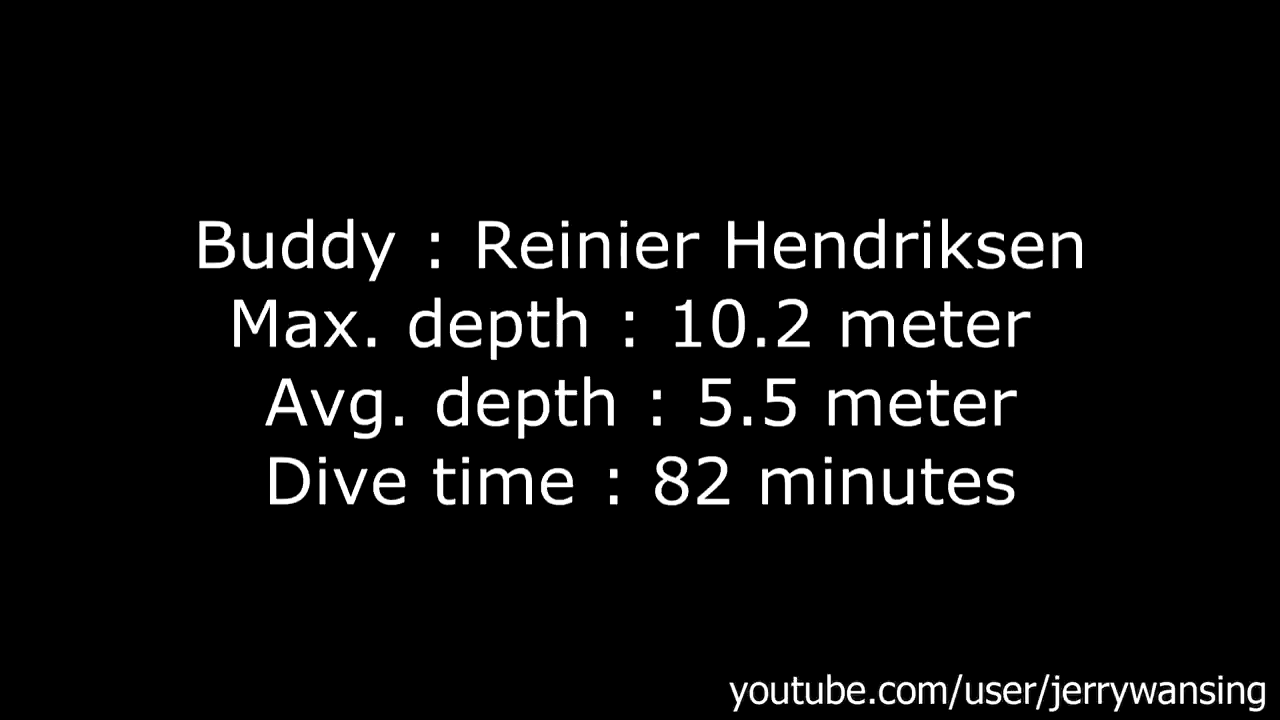 Buddy : Reinier Hendriksen
Max. depth : 10.2 meter
Avg. depth : 5.5 meter
Dive time : 82 minutes
youtube.com/user/jerrywansing